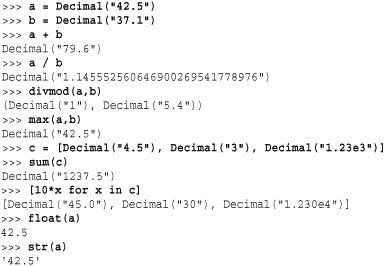 >>> a = Decimal("42.5")
>>> b = Decimal("37.1")
>>> a + b
Decimal("79.6")
>>> a / b
Decimal("1.145552560646900269541778976")
>>> divmod(a,b)
(Decimal("1"), Decimal("5.4"))
>>> max(a,b)
Decimal("42.5")
>>> c = [Decimal("4.5"), Decimal("3"), Decimal("1.23e3")]
>>> sum(c)
Decimal("1237.5")
>>> [10*x for x in c]
[Decimal("45.0"), Decimal("30"), Decimal("1.230e4")]
>>> float(a)
42.5
>>> str(a)
'42.5'